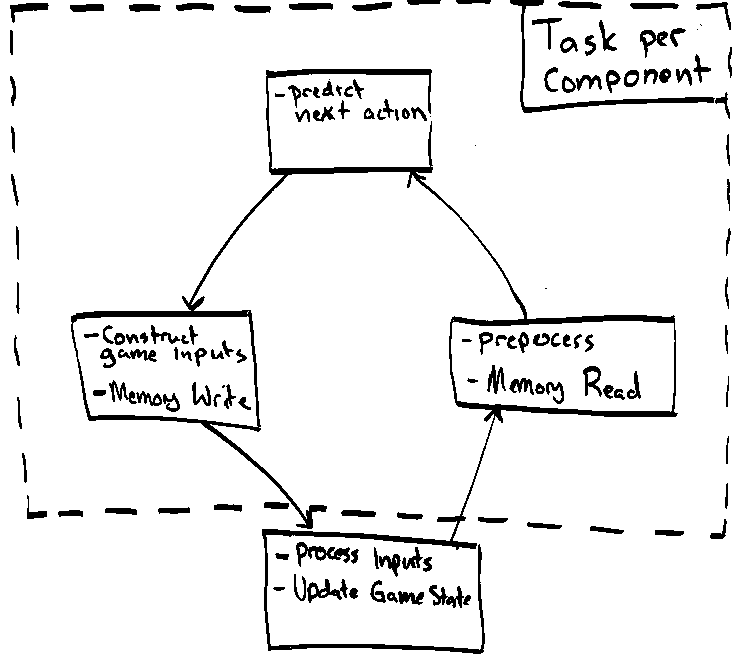 Task per
Component
- predict
next action
- Construct
game inputs
- Memory Write
- Preprocess
- Memory Read
- Process Inputs
- Update Game State